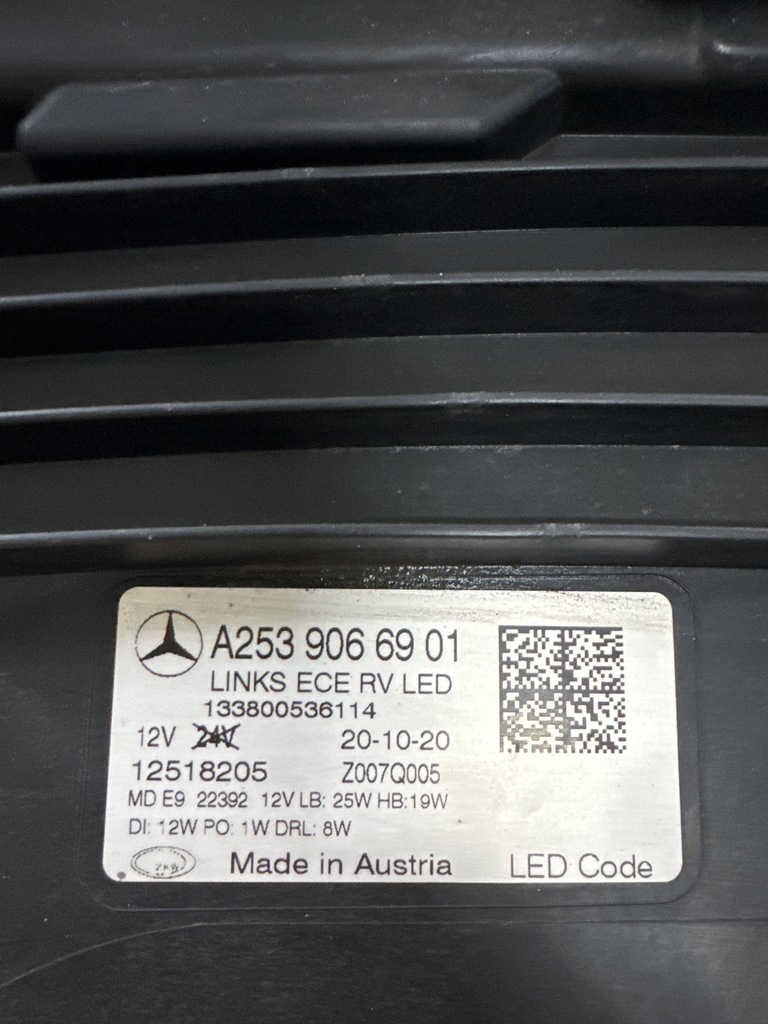 A253 906 69 01
LINKS ECE RV LED
133800536114
12V 24V 20-10-20
12518205 Z007Q005
MD E9 22392 12V LB: 25W HB:19W
DI: 12W PO: 1W DRL: 8W
ZKW Made in Austria LED Code